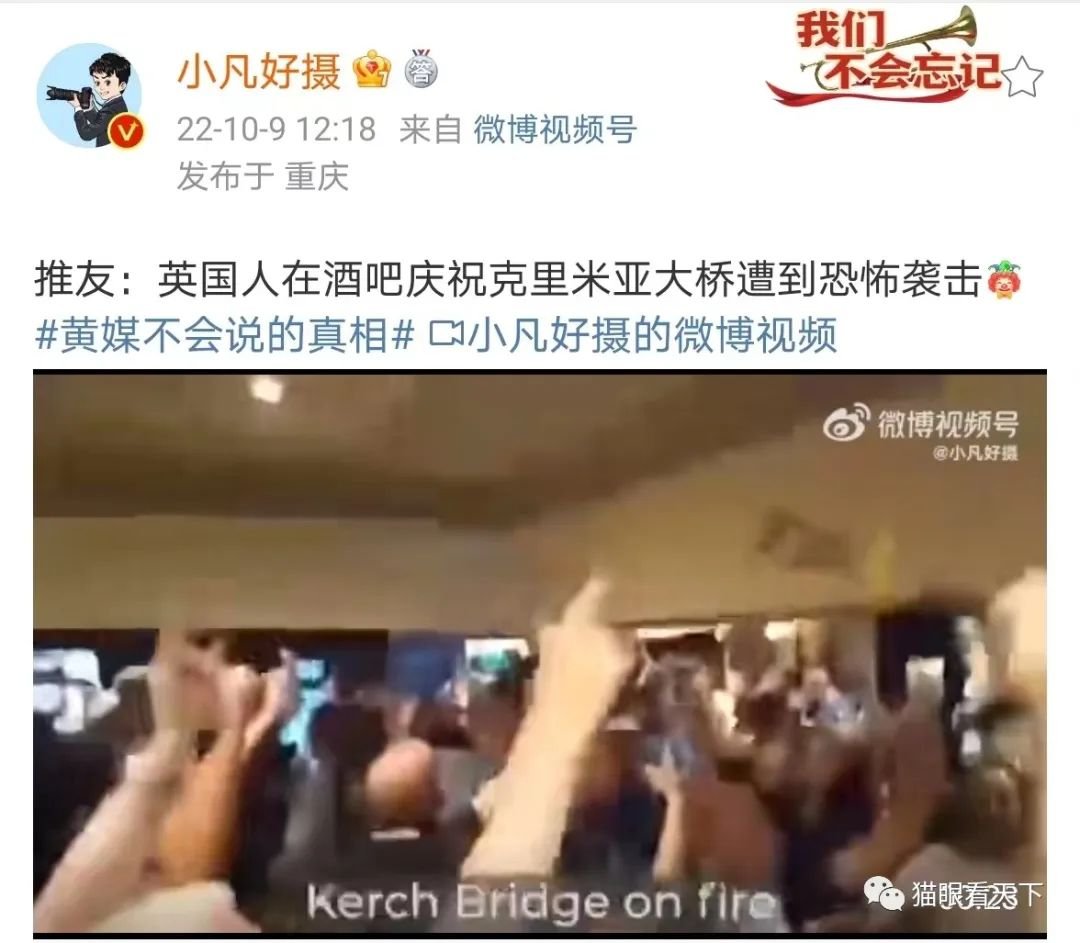 我们
不会忘记
小凡好摄
答
V
22-10-9 12:18 来自 微博视频号
发布于 重庆
推友：英国人在酒吧庆祝克里米亚大桥遭到恐怖袭击
#黄媒不会说的真相# 小凡好摄的微博视频
微博视频号
@小凡好摄
Kerch Bridge on fire
猫眼看天下